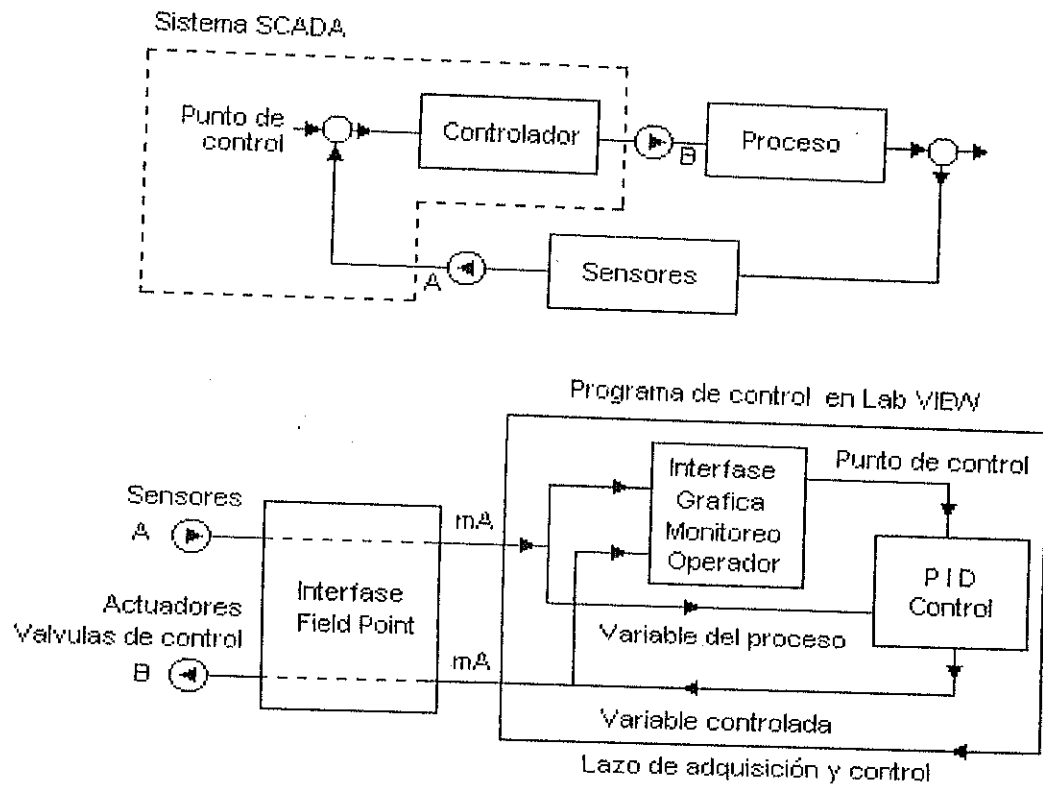 Sistema SCADA
Punto de
control
Controlador
B
Proceso
A
Sensores
Programa de control en Lab VIEW
Sensores
A
mA
Interfase
Grafica
Monitoreo
Operador
Punto de control
Interfase
Field Point
P I D
Control
Actuadores
Valvulas de control
B
mA
Variable del proceso
Variable controlada
Lazo de adquisición y control